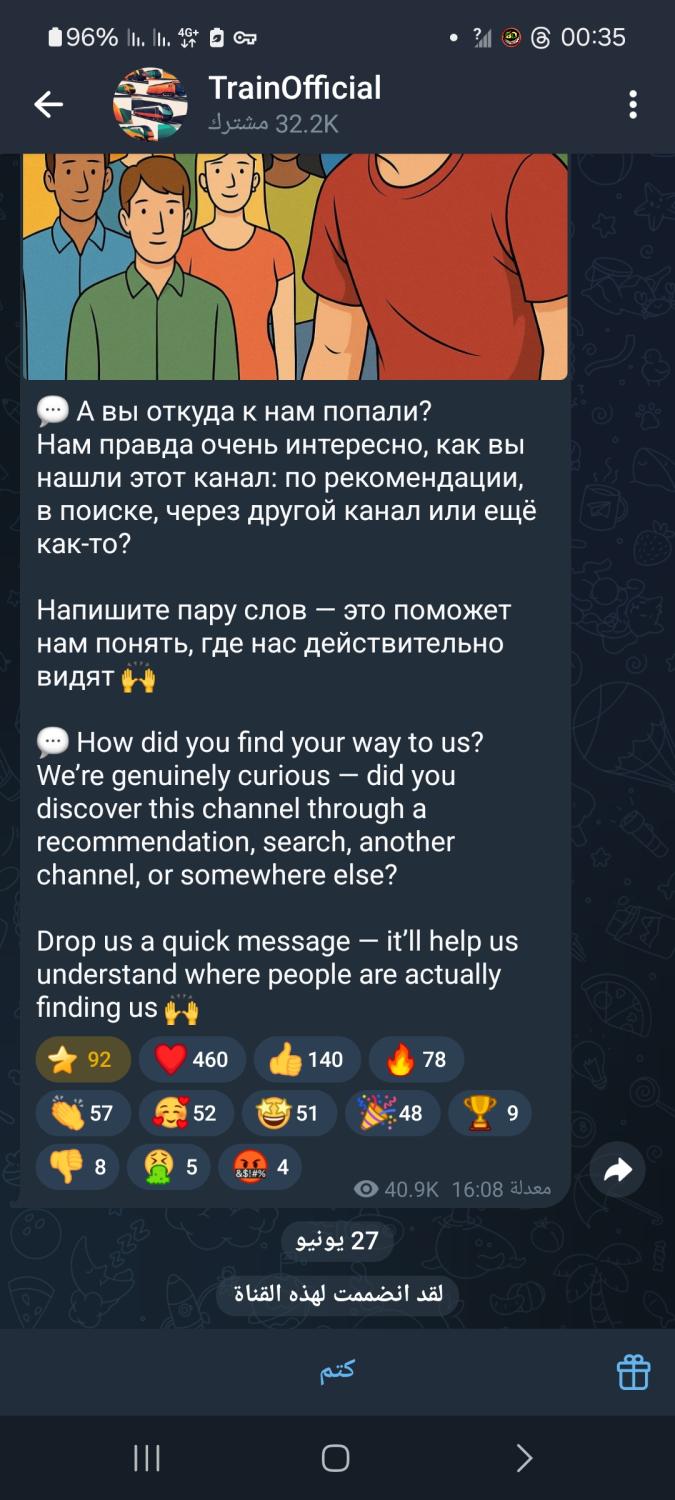 96% 4G+ 00:35
TrainOfficial
32.2K مشترك
💬 А вы откуда к нам попали?
Нам правда очень интересно, как вы
нашли этот канал: по рекомендации,
в поиске, через другой канал или ещё
как-то?
Напишите пару слов — это поможет
нам понять, где нас действительно
видят 🙌
💬 How did you find your way to us?
We’re genuinely curious — did you
discover this channel through a
recommendation, search, another
channel, or somewhere else?
Drop us a quick message — it’ll help us
understand where people are actually
finding us 🙌
⭐ 92 ❤️ 460 👍 140 🔥 78
👏 57 🥰 52 🤩 51 🎉 48 🏆 9
👎 8 🤮 5 🤬 4
40.9K 16:08 معدلة
27 يونيو
لقد انضممت لهذه القناة
كتم